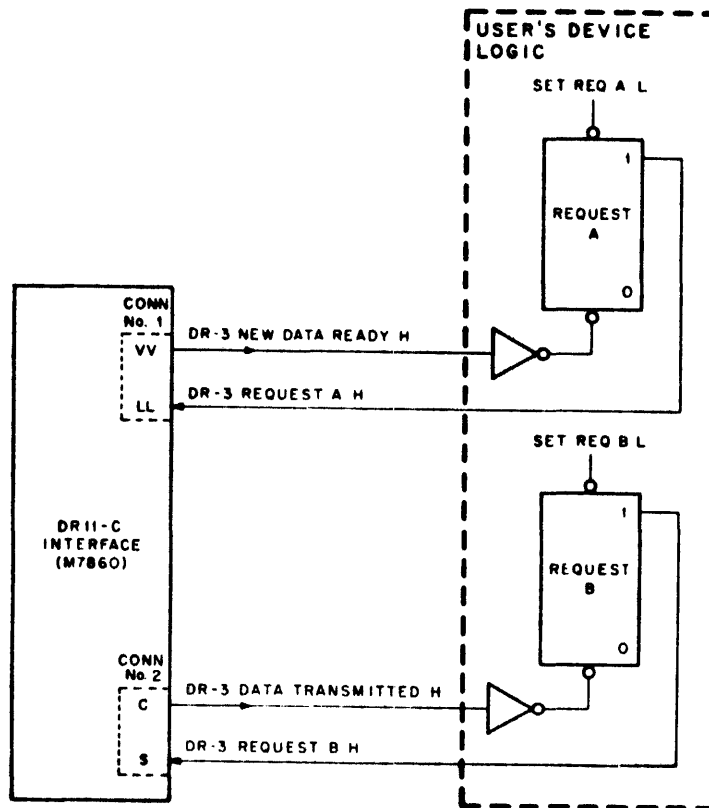 USER'S DEVICE
LOGIC
SET REQ A L
1
REQUEST
A
0
CONN
No. 1
VV
DR-3 NEW DATA READY H
LL
DR-3 REQUEST A H
SET REQ B L
1
REQUEST
B
0
DR11-C
INTERFACE
(M7860)
CONN
No. 2
C
DR-3 DATA TRANSMITTED H
S
DR-3 REQUEST B H